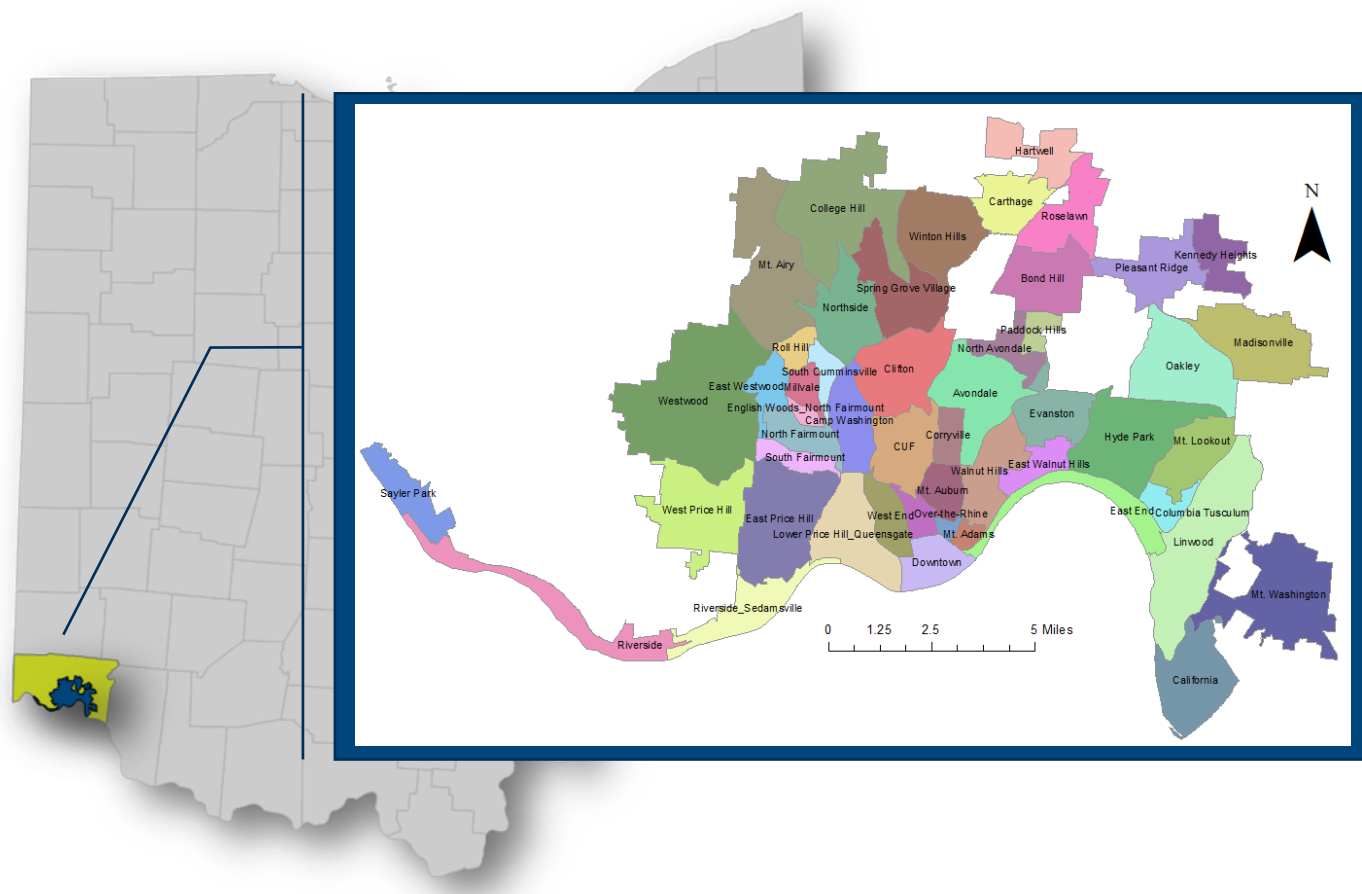 Hartwell
N
Carthage
College Hill
Roselawn
Winton Hills
Kennedy Heights
Mt. Airy
Pleasant Ridge
Bond Hill
Spring Grove Village
Northside
Paddock Hills
Madisonville
Roll Hill
North Avondale
Oakley
South Cumminsville
Clifton
East Westwood
Millvale
Avondale
Westwood
English Woods_North Fairmount
Evanston
Camp Washington
North Fairmount
Corryville
Hyde Park
Mt. Lookout
CUF
South Fairmount
East Walnut Hills
Walnut Hills
Sayler Park
Mt. Auburn
West Price Hill
East Price Hill
West End
Over-the-Rhine
East End
Columbia Tusculum
Lower Price Hill_Queensgate
Mt. Adams
Linwood
Downtown
Mt. Washington
Riverside_Sedamsville
0 1.25 2.5 5 Miles
Riverside
California